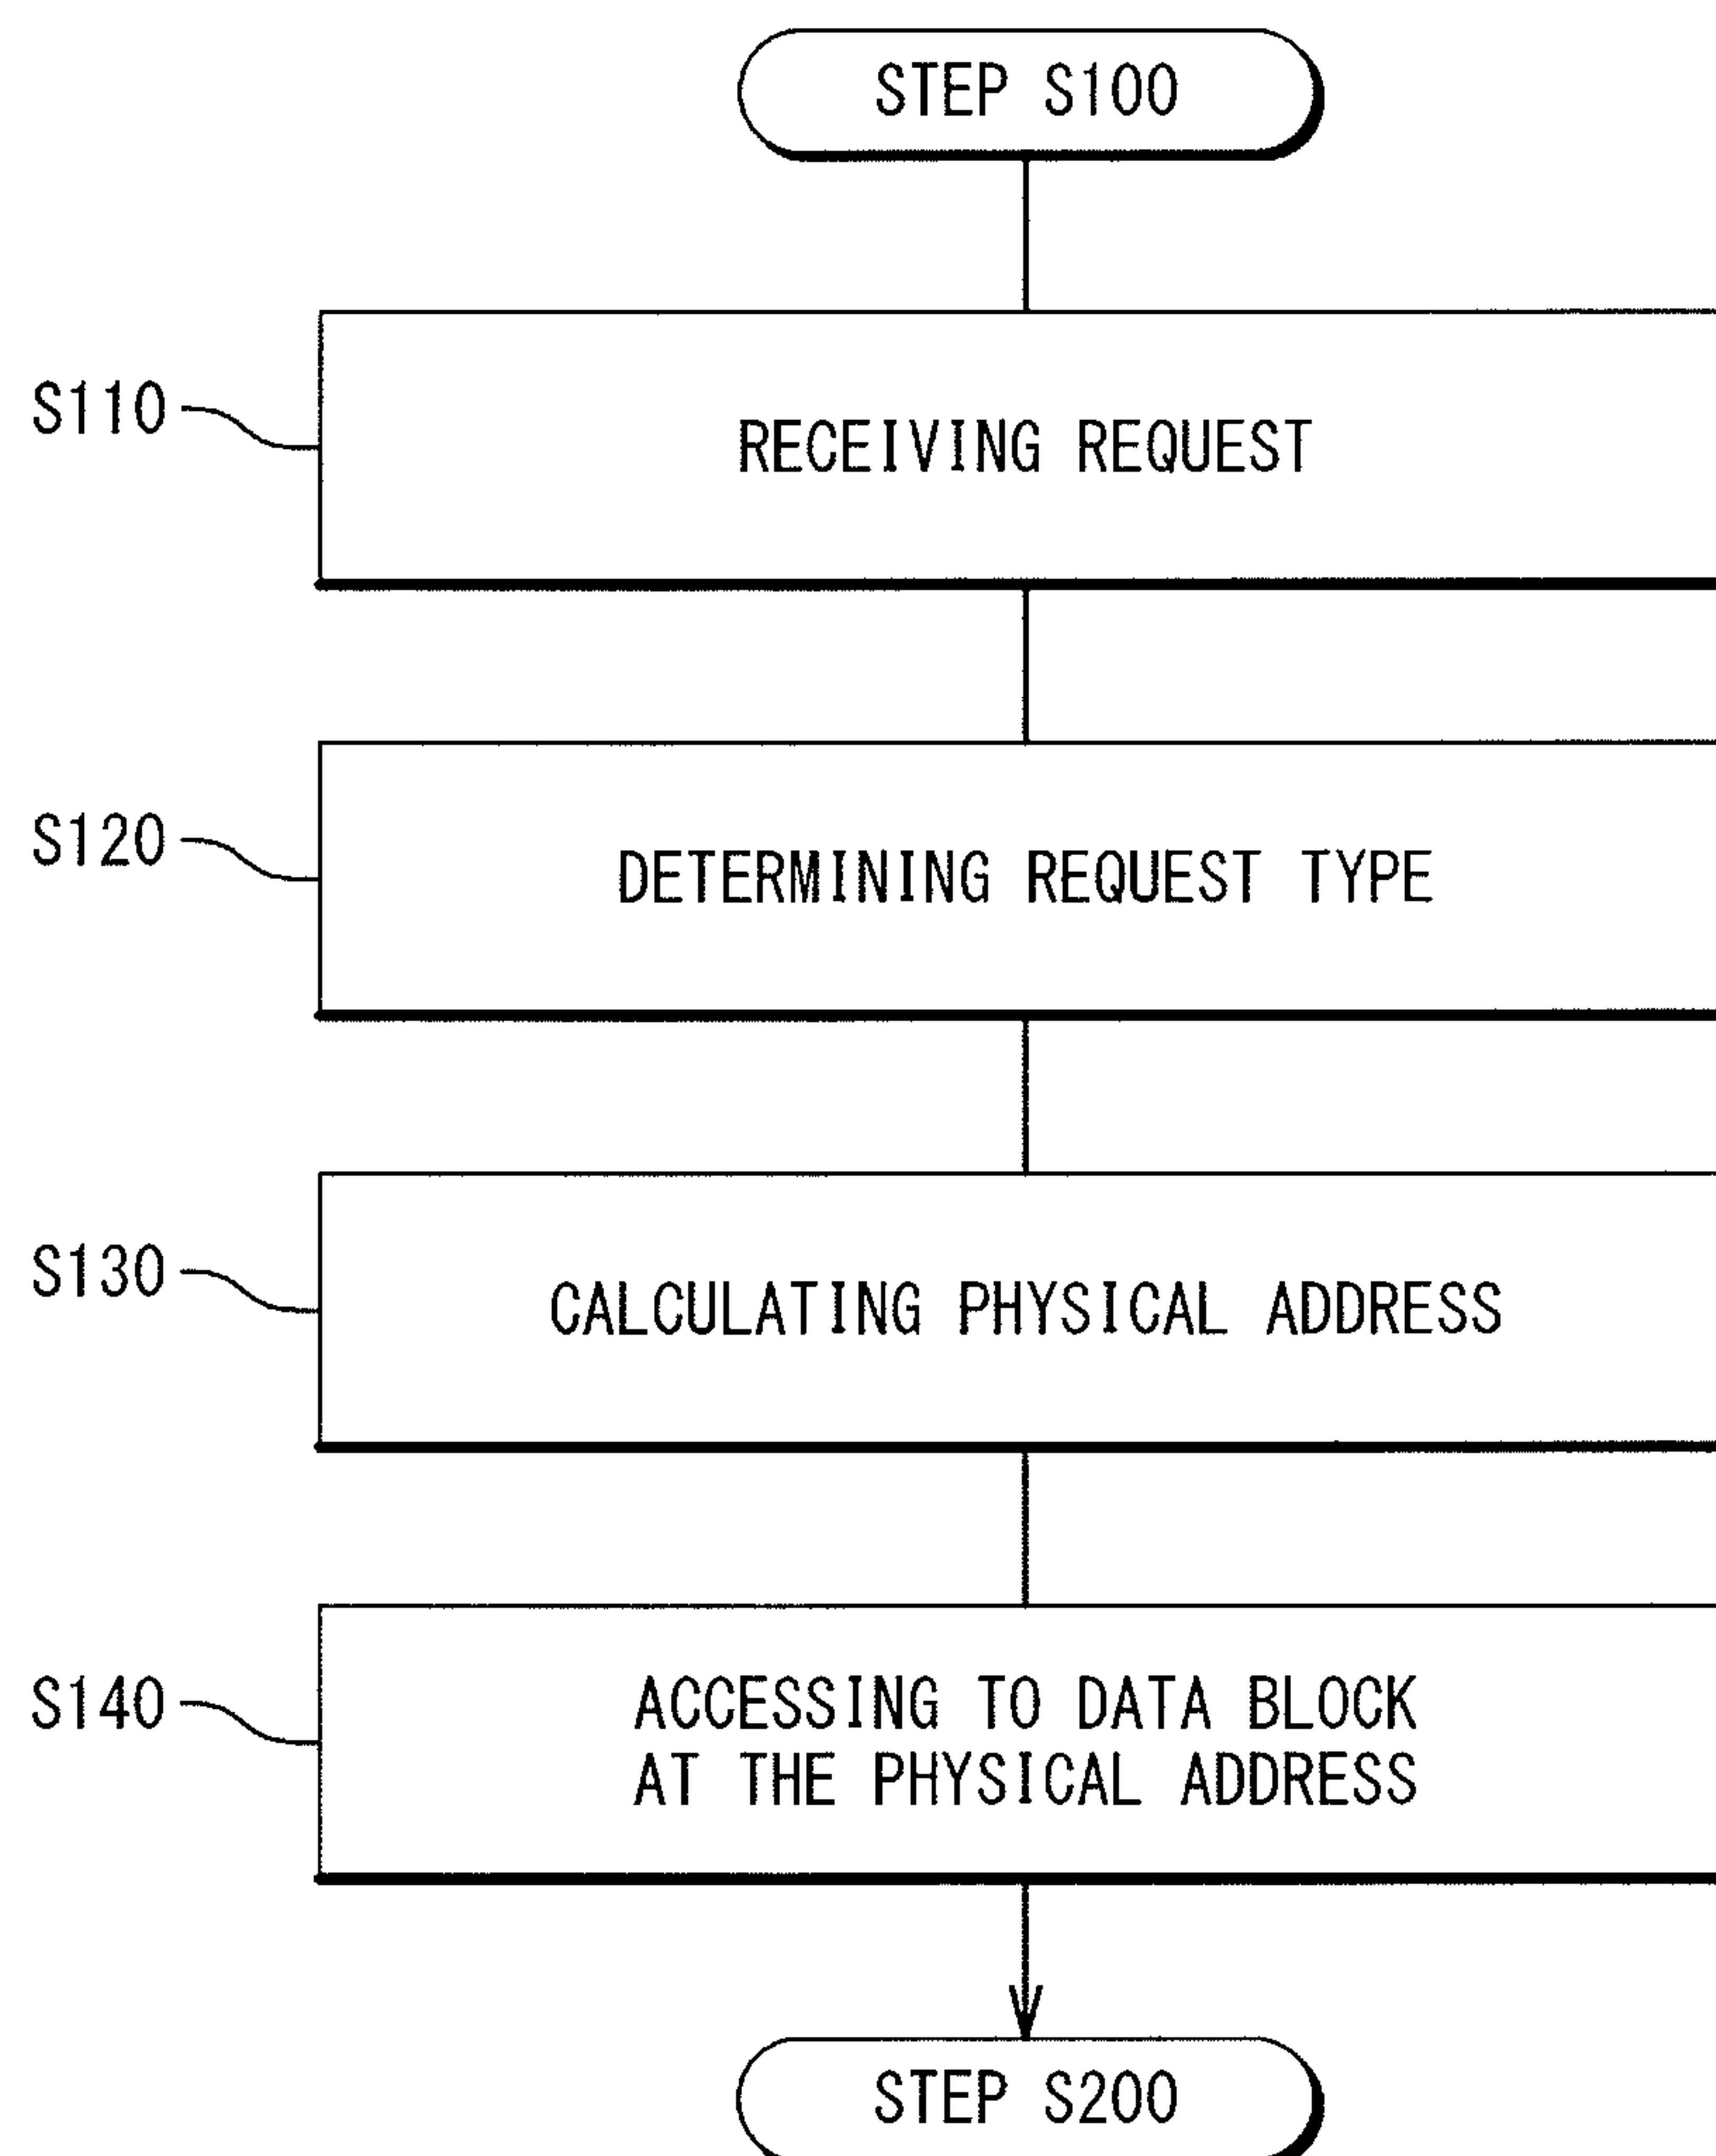 STEP S100
S110
RECEIVING REQUEST
S120
DETERMINING REQUEST TYPE
S130
CALCULATING PHYSICAL ADDRESS
S140
ACCESSING TO DATA BLOCK
AT THE PHYSICAL ADDRESS
STEP S200